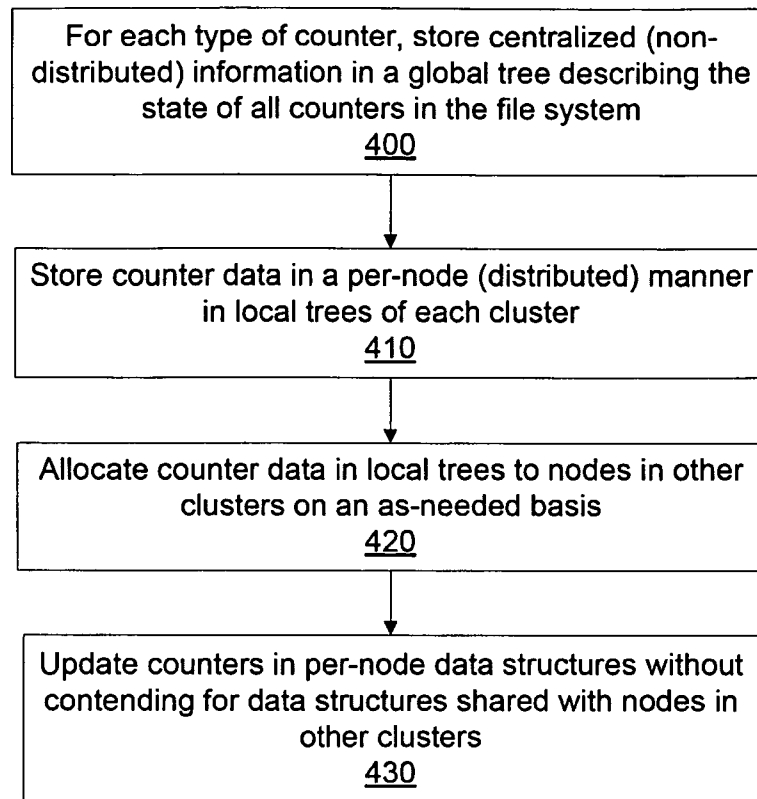 For each type of counter, store centralized (non-
distributed) information in a global tree describing the
state of all counters in the file system
400
Store counter data in a per-node (distributed) manner
in local trees of each cluster
410
Allocate counter data in local trees to nodes in other
clusters on an as-needed basis
420
Update counters in per-node data structures without
contending for data structures shared with nodes in
other clusters
430